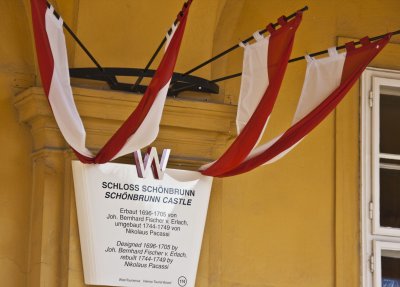 W
SCHLOSS SCHÖNBRUNN
SCHÖNBRUNN CASTLE
Erbaut 1696-1705 von
Joh. Bernhard Fischer v. Erlach,
umgebaut 1744-1749 von
Nikolaus Pacassi
Designed 1696-1705 by
Joh. Bernhard Fischer v. Erlach,
rebuilt 1744-1749 by
Nikolaus Pacassi